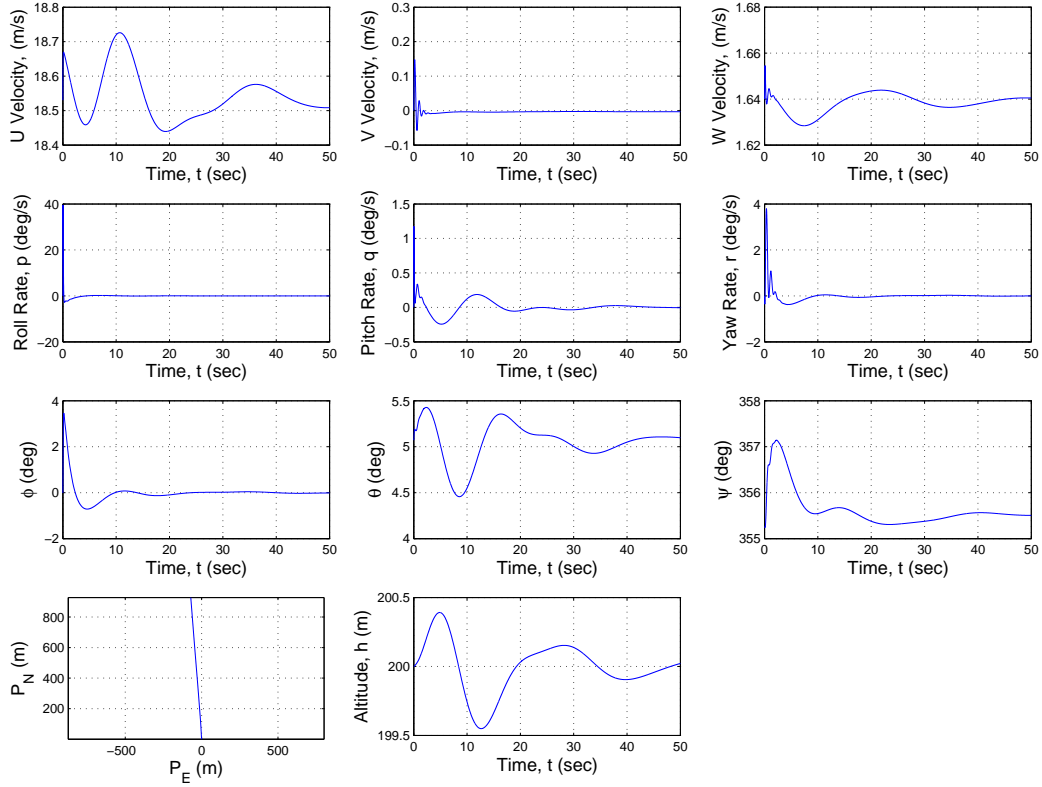 U Velocity, (m/s)
18.8
18.7
18.6
18.5
18.4
0 10 20 30 40 50
Time, t (sec)
V Velocity, (m/s)
0.3
0.2
0.1
0
−0.1
0 10 20 30 40 50
Time, t (sec)
W Velocity, (m/s)
1.68
1.66
1.64
1.62
0 10 20 30 40 50
Time, t (sec)
Roll Rate, p (deg/s)
40
20
0
−20
0 10 20 30 40 50
Time, t (sec)
Pitch Rate, q (deg/s)
1.5
1
0.5
0
−0.5
0 10 20 30 40 50
Time, t (sec)
Yaw Rate, r (deg/s)
4
2
0
−2
0 10 20 30 40 50
Time, t (sec)
ϕ (deg)
4
2
0
−2
0 10 20 30 40 50
Time, t (sec)
θ (deg)
5.5
5
4.5
4
0 10 20 30 40 50
Time, t (sec)
ψ (deg)
358
357
356
355
0 10 20 30 40 50
Time, t (sec)
P_N (m)
800
600
400
200
−500 0 500
P_E (m)
Altitude, h (m)
200.5
200
199.5
0 10 20 30 40 50
Time, t (sec)